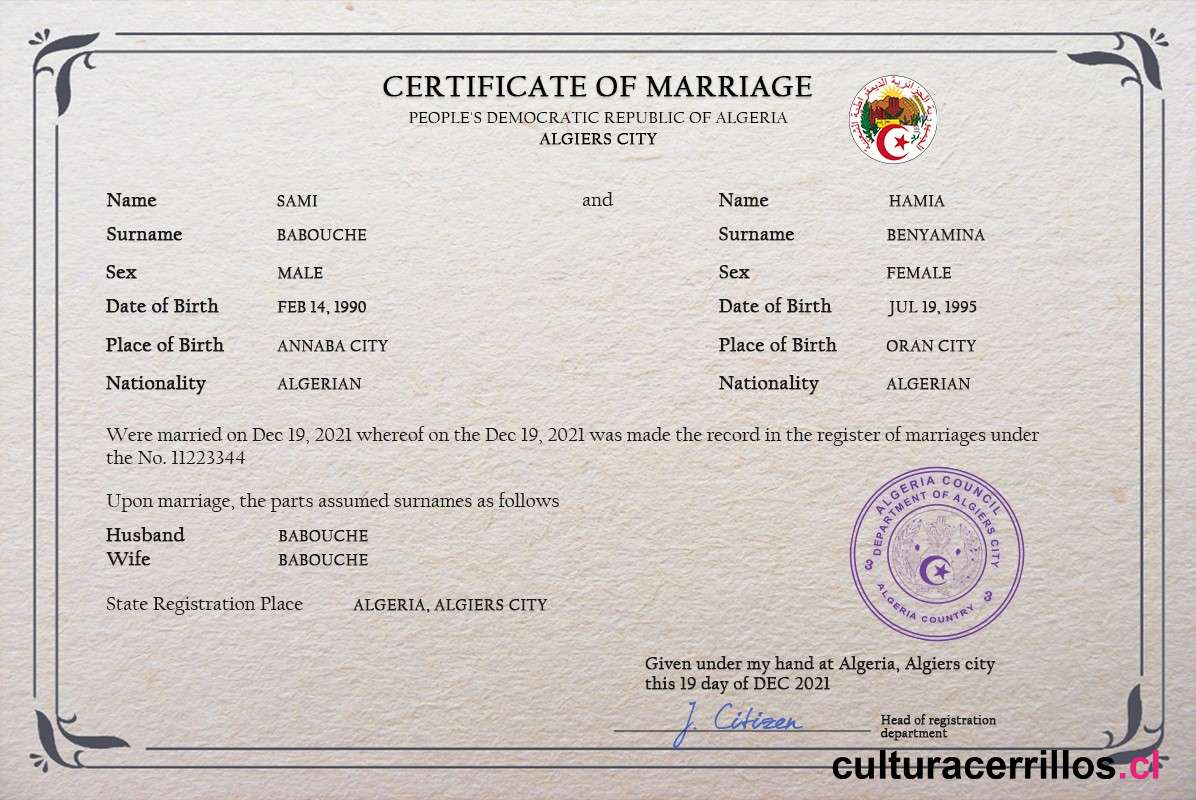 CERTIFICATE OF MARRIAGE
PEOPLE'S DEMOCRATIC REPUBLIC OF ALGERIA
ALGIERS CITY
Name SAMI and Name HAMIA
Surname BABOUCHE Surname BENYAMINA
Sex MALE Sex FEMALE
Date of Birth FEB 14, 1990 Date of Birth JUL 19, 1995
Place of Birth ANNABA CITY Place of Birth ORAN CITY
Nationality ALGERIAN Nationality ALGERIAN
Were married on Dec 19, 2021 whereof on the Dec 19, 2021 was made the record in the register of marriages under
the No. 11223344
Upon marriage, the parts assumed surnames as follows
Husband BABOUCHE
Wife BABOUCHE
State Registration Place ALGERIA, ALGIERS CITY
ALGERIA COUNCIL
DEPARTMENT OF ALGIERS CITY
ALGERIA COUNTRY
Given under my hand at Algeria, Algiers city
this 19 day of DEC 2021
J. Citizen
Head of registration
department
culturacerrillos.cl